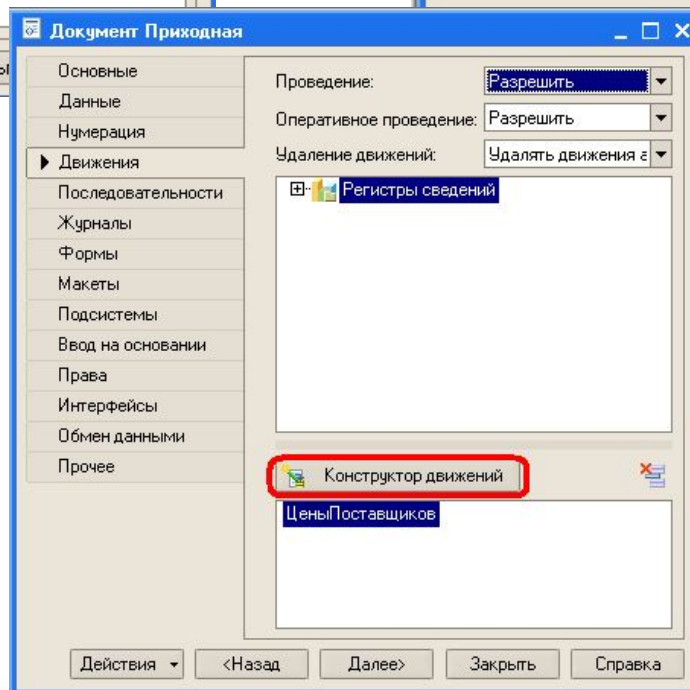 Документ Приходная
Основные
Данные
Нумерация
Движения
Последовательности
Журналы
Формы
Макеты
Подсистемы
Ввод на основании
Права
Интерфейсы
Обмен данными
Прочее
Проведение: Разрешить
Оперативное проведение: Разрешить
Удаление движений: Удалять движения а
Регистры сведений
Конструктор движений
ЦеныПоставщиков
Действия <Назад Далее> Закрыть Справка